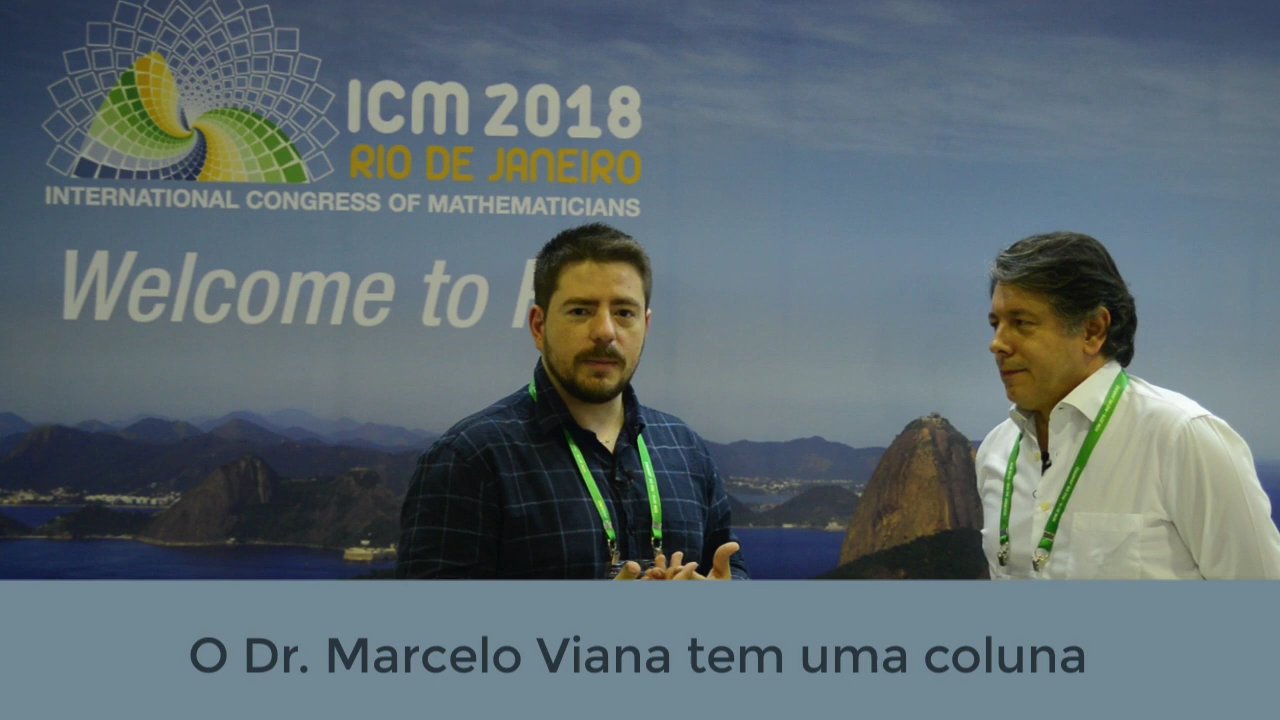 ICM 2018
RIO DE JANEIRO
INTERNATIONAL CONGRESS OF MATHEMATICIANS
Welcome to
O Dr. Marcelo Viana tem uma coluna